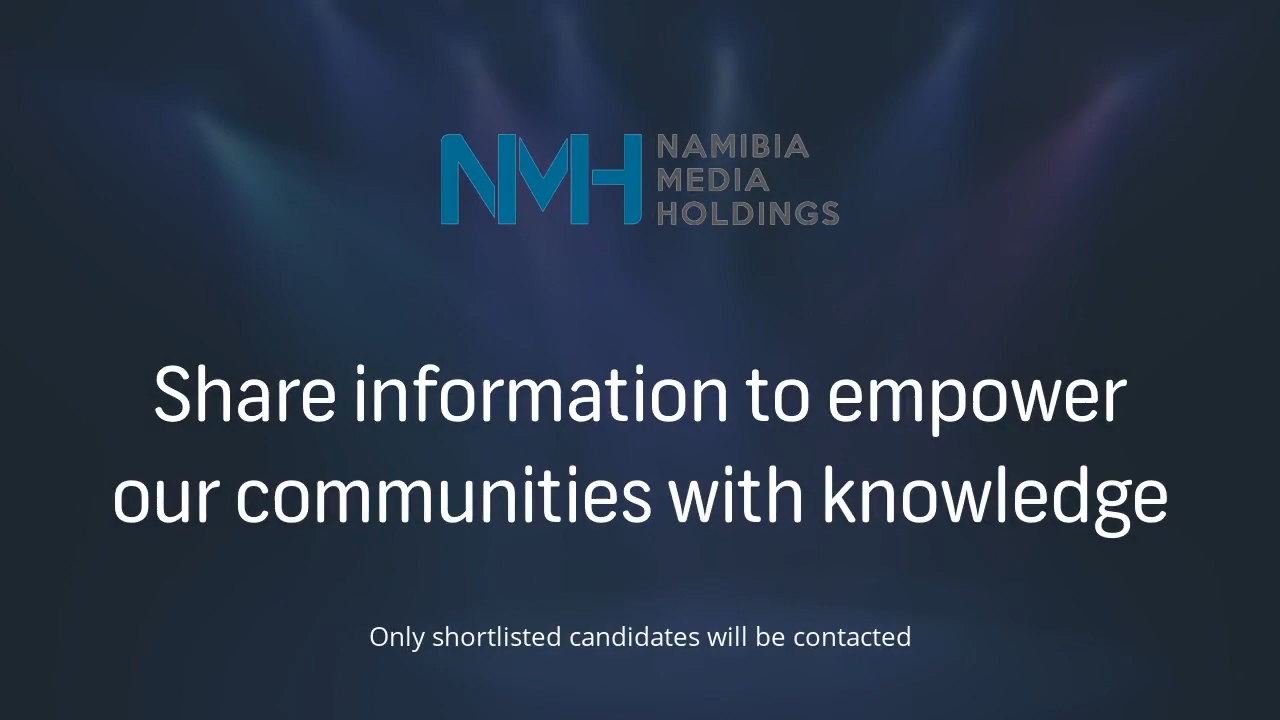 NMH
NAMIBIA
MEDIA
HOLDINGS
Share information to empower
our communities with knowledge
Only shortlisted candidates will be contacted